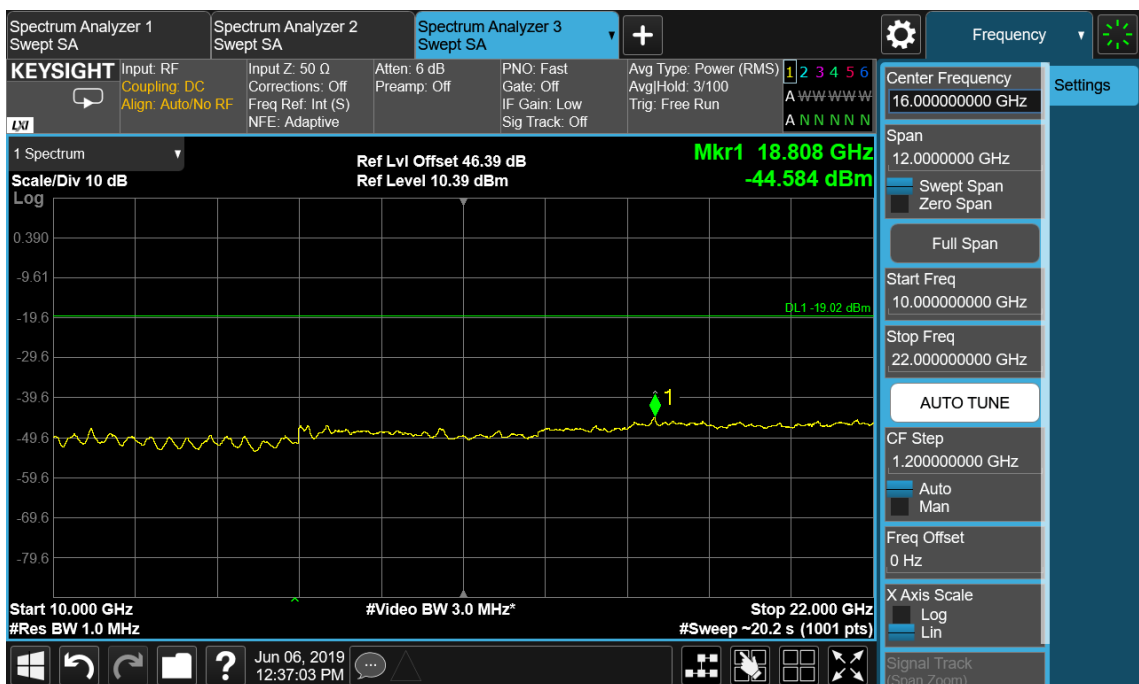 Spectrum Analyzer 1
Swept SA
Spectrum Analyzer 2
Swept SA
Spectrum Analyzer 3
Swept SA
Frequency
KEYSIGHT
LXI
Input: RF
Coupling: DC
Align: Auto/No RF
Input Z: 50 Ω
Corrections: Off
Freq Ref: Int (S)
NFE: Adaptive
Atten: 6 dB
Preamp: Off
PNO: Fast
Gate: Off
IF Gain: Low
Sig Track: Off
Avg Type: Power (RMS)
Avg|Hold: 3/100
Trig: Free Run
1 2 3 4 5 6
A W W W W W
A N N N N N
1 Spectrum
Scale/Div 10 dB
Ref Lvl Offset 46.39 dB
Ref Level 10.39 dBm
Mkr1 18.808 GHz
-44.584 dBm
Log
0.390
-9.61
-19.6
-29.6
-39.6
-49.6
-59.6
-69.6
-79.6
DL1 -19.02 dBm
1
Start 10.000 GHz
#Res BW 1.0 MHz
#Video BW 3.0 MHz*
Stop 22.000 GHz
#Sweep ~20.2 s (1001 pts)
Center Frequency
16.000000000 GHz
Settings
Span
12.0000000 GHz
Swept Span
Zero Span
Full Span
Start Freq
10.000000000 GHz
Stop Freq
22.000000000 GHz
AUTO TUNE
CF Step
1.200000000 GHz
Auto
Man
Freq Offset
0 Hz
X Axis Scale
Log
Lin
Signal Track
(Span Zoom)
?
Jun 06, 2019
12:37:03 PM